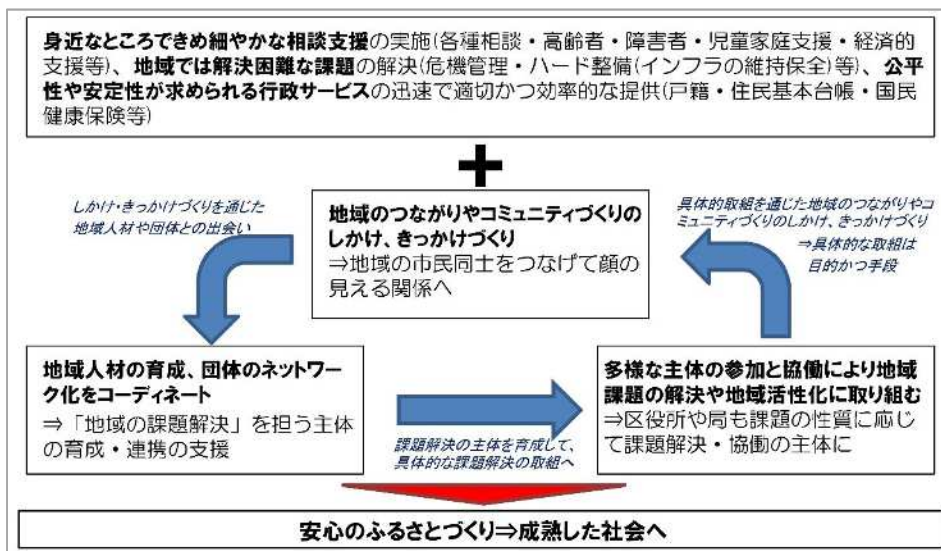 身近なところできめ細やかな相談支援の実施(各種相談・高齢者・障害者・児童家庭支援・経済的
支援等)、地域では解決困難な課題の解決(危機管理・ハード整備(インフラの維持保全)等)、公平
性や安定性が求められる行政サービスの迅速で適切かつ効率的な提供(戸籍・住民基本台帳・国民
健康保険等)
しかけ・きっかけづくりを通じた
地域人材や団体との出会い
地域のつながりやコミュニティづくりの
しかけ、きっかけづくり
⇒地域の市民同士をつなげて顔の
見える関係へ
具体的取組を通じた地域のつながりやコ
ミュニティづくりのしかけ、きっかけづくり
⇒具体的な取組は
目的かつ手段
地域人材の育成、団体のネットワー
ク化をコーディネート
⇒「地域の課題解決」を担う主体
の育成・連携の支援
課題解決の主体を育成して、
具体的な課題解決の取組へ
多様な主体の参加と協働により地域
課題の解決や地域活性化に取り組む
⇒区役所や局も課題の性質に応じ
て課題解決・協働の主体に
安心のふるさとづくり⇒成熟した社会へ